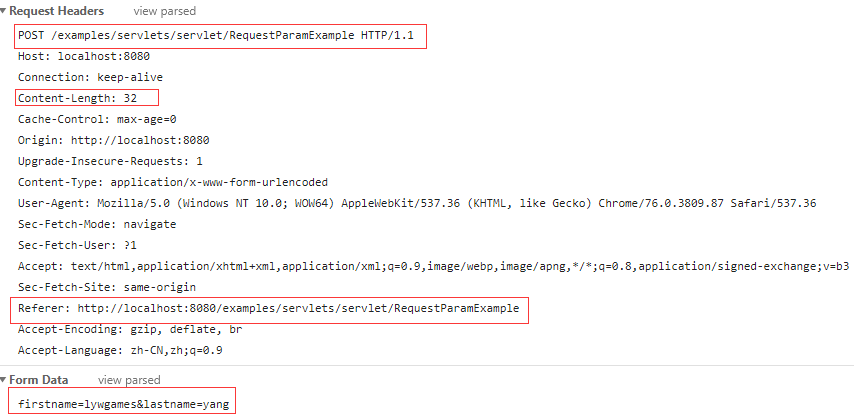 Request Headers view parsed
POST /examples/servlets/servlet/RequestParamExample HTTP/1.1
Host: localhost:8080
Connection: keep-alive
Content-Length: 32
Cache-Control: max-age=0
Origin: http://localhost:8080
Upgrade-Insecure-Requests: 1
Content-Type: application/x-www-form-urlencoded
User-Agent: Mozilla/5.0 (Windows NT 10.0; WOW64) AppleWebKit/537.36 (KHTML, like Gecko) Chrome/76.0.3809.87 Safari/537.36
Sec-Fetch-Mode: navigate
Sec-Fetch-User: ?1
Accept: text/html,application/xhtml+xml,application/xml;q=0.9,image/webp,image/apng,*/*;q=0.8,application/signed-exchange;v=b3
Sec-Fetch-Site: same-origin
Referer: http://localhost:8080/examples/servlets/servlet/RequestParamExample
Accept-Encoding: gzip, deflate, br
Accept-Language: zh-CN,zh;q=0.9
Form Data view parsed
firstname=lywgames&lastname=yang